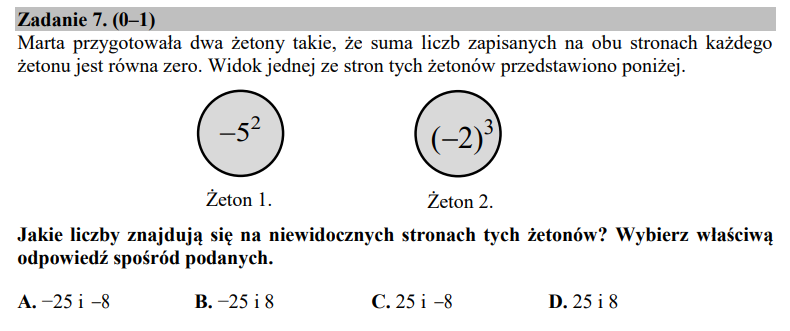 Zadanie 7. (0–1)
Marta przygotowała dwa żetony takie, że suma liczb zapisanych na obu stronach każdego
żetonu jest równa zero. Widok jednej ze stron tych żetonów przedstawiono poniżej.
−5² (−2)³
Żeton 1. Żeton 2.
Jakie liczby znajdują się na niewidocznych stronach tych żetonów? Wybierz właściwą
odpowiedź spośród podanych.
A. −25 i −8 B. −25 i 8 C. 25 i −8 D. 25 i 8